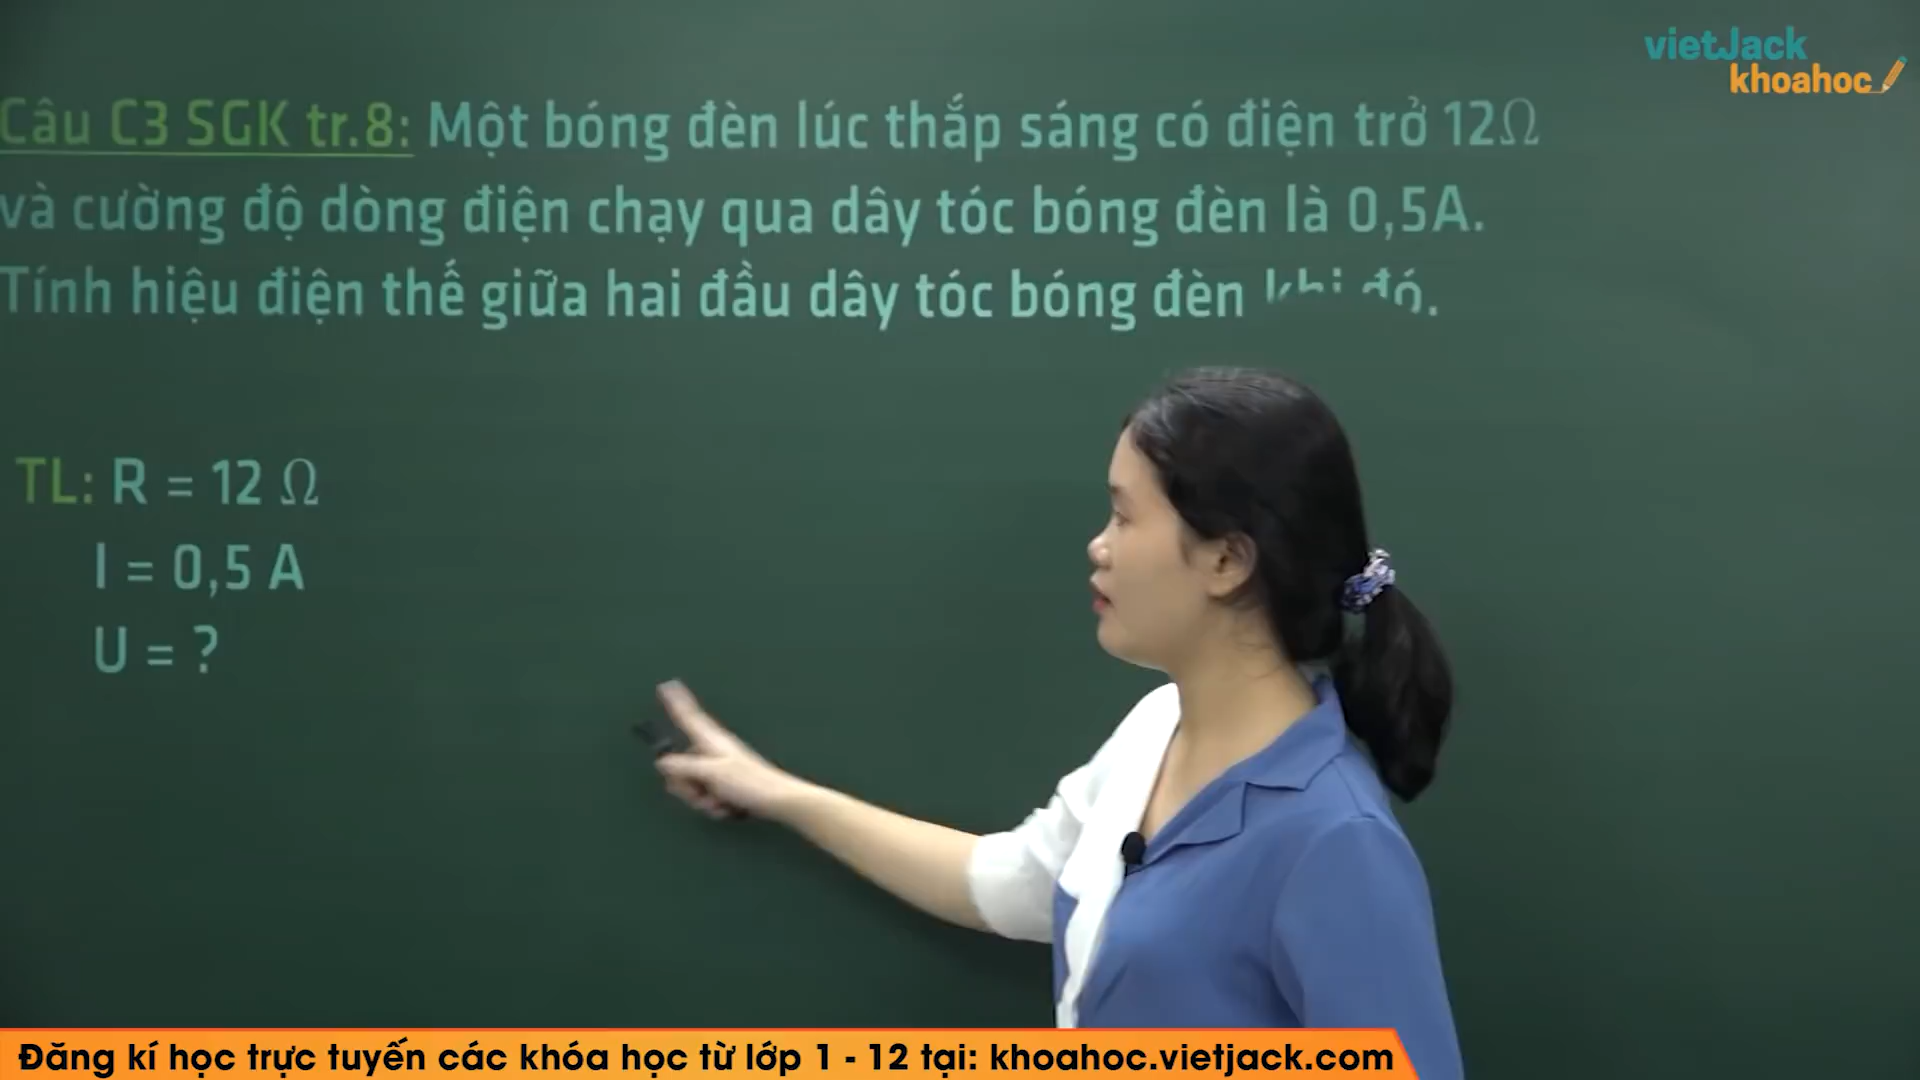 vietJack
khoahoc
Câu C3 SGK tr.8: Một bóng đèn lúc thắp sáng có điện trở 12Ω
và cường độ dòng điện chạy qua dây tóc bóng đèn là 0,5A.
Tính hiệu điện thế giữa hai đầu dây tóc bóng đèn khi đó.
TL: R = 12 Ω
I = 0,5 A
U = ?
Đăng kí học trực tuyến các khóa học từ lớp 1 - 12 tại: khoahoc.vietjack.com